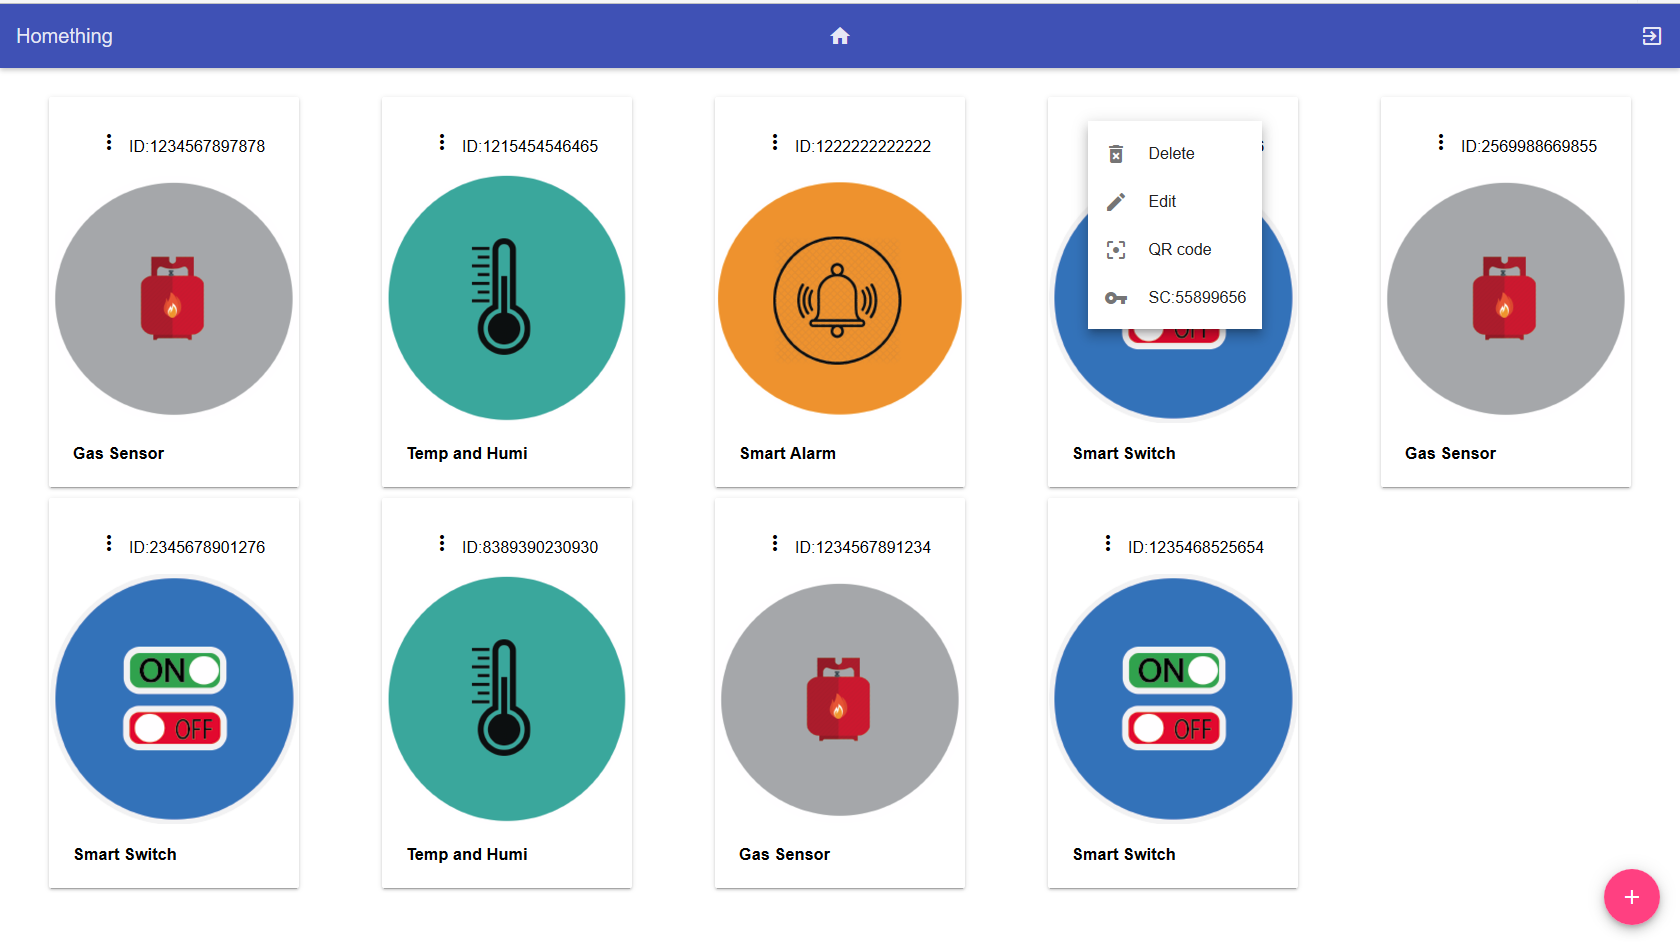 Homething
ID:1234567897878
ID:1215454546465
ID:1222222222222
ID:2569988669855
Delete
Edit
QR code
SC:55899656
OFF
Gas Sensor
Temp and Humi
Smart Alarm
Smart Switch
Gas Sensor
ID:2345678901276
ID:8389390230930
ID:1234567891234
ID:1235468525654
ON
OFF
ON
OFF
Smart Switch
Temp and Humi
Gas Sensor
Smart Switch